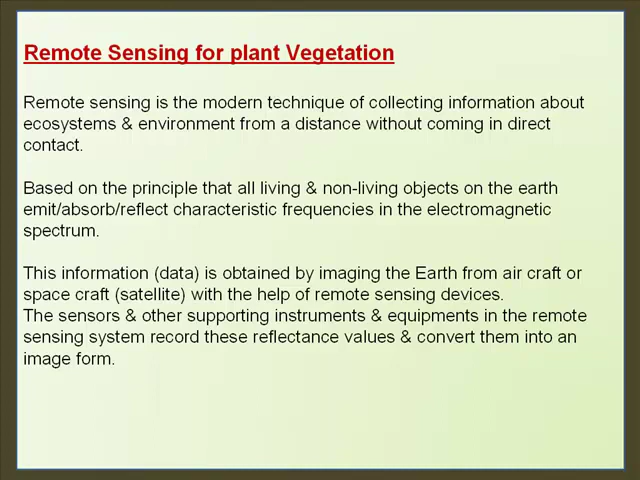 Remote Sensing for plant Vegetation
Remote sensing is the modern technique of collecting information about
ecosystems & environment from a distance without coming in direct
contact.
Based on the principle that all living & non-living objects on the earth
emit/absorb/reflect characteristic frequencies in the electromagnetic
spectrum.
This information (data) is obtained by imaging the Earth from air craft or
space craft (satellite) with the help of remote sensing devices.
The sensors & other supporting instruments & equipments in the remote
sensing system record these reflectance values & convert them into an
image form.